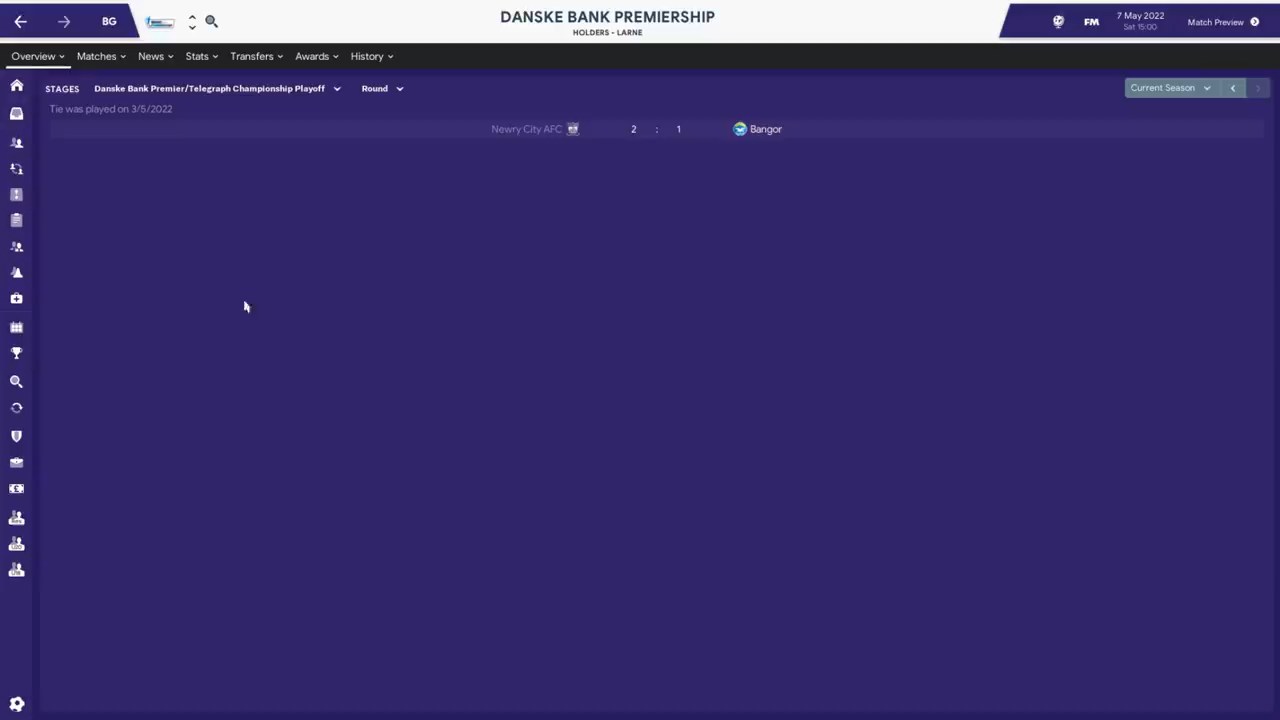 BG
DANSKE BANK PREMIERSHIP
HOLDERS - LARNE
FM
7 May 2022
Sat 15:00
Match Preview
Overview
Matches
News
Stats
Transfers
Awards
History
STAGES
Danske Bank Premier/Telegraph Championship Playoff
Round
Current Season
Tie was played on 3/5/2022
Newry City AFC 2 : 1 Bangor